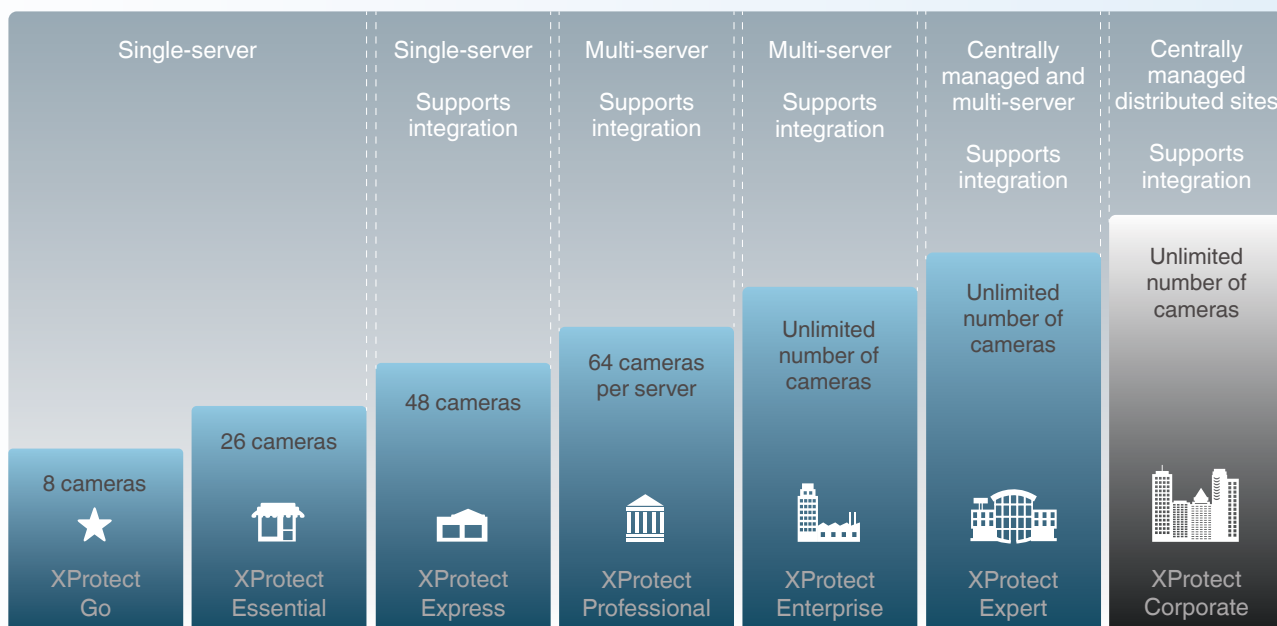 Single-server
Single-server
Supports
integration
Multi-server
Supports
integration
Multi-server
Supports
integration
Centrally
managed and
multi-server
Supports
integration
Centrally
managed
distributed sites
Supports
integration
8 cameras
26 cameras
48 cameras
64 cameras
per server
Unlimited
number of
cameras
Unlimited
number of
cameras
Unlimited
number of
cameras
XProtect
Go
XProtect
Essential
XProtect
Express
XProtect
Professional
XProtect
Enterprise
XProtect
Expert
XProtect
Corporate